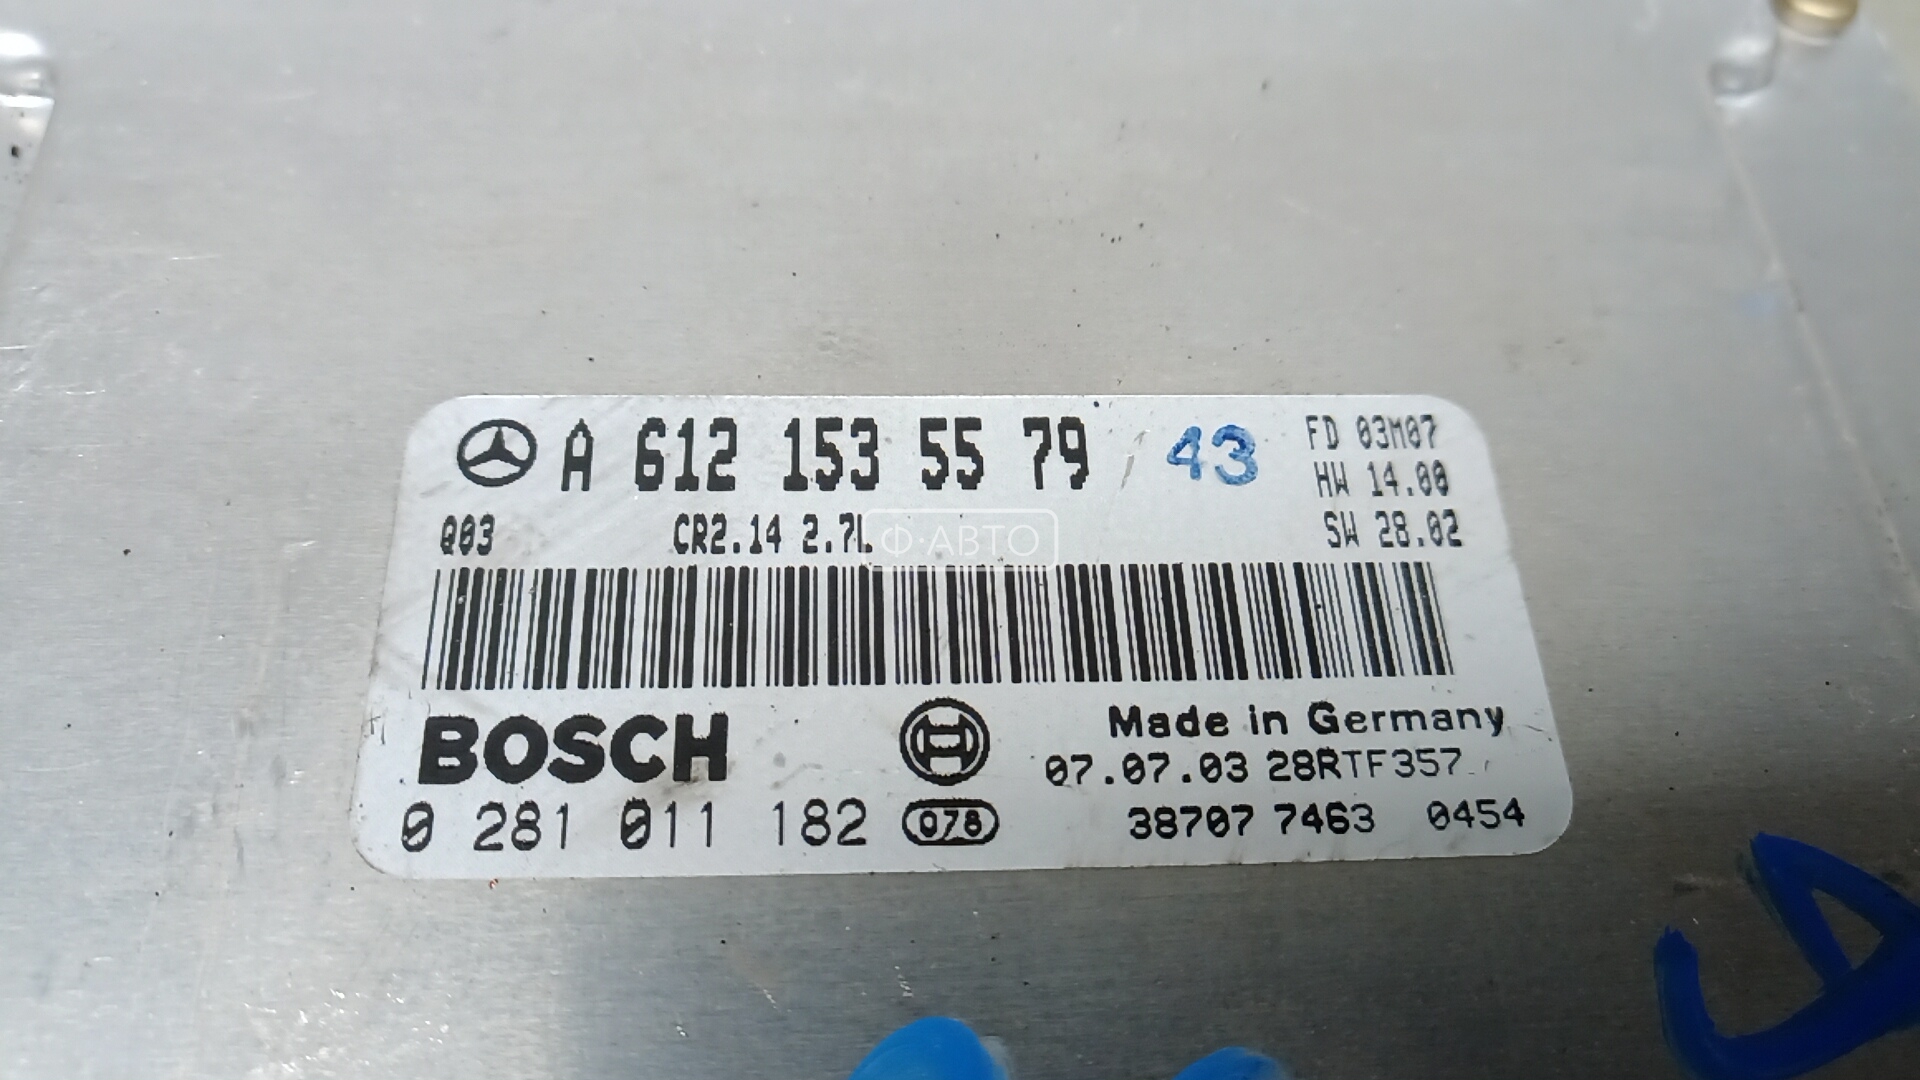 A 612 153 55 79 43 FD 03M07
HW 14.00
Q03 CR2.14 2.7L SW 28.02
Ф·АВТО
BOSCH Made in Germany
07.07.03 28RTF357
0 281 011 182 078 38707 7463 0454